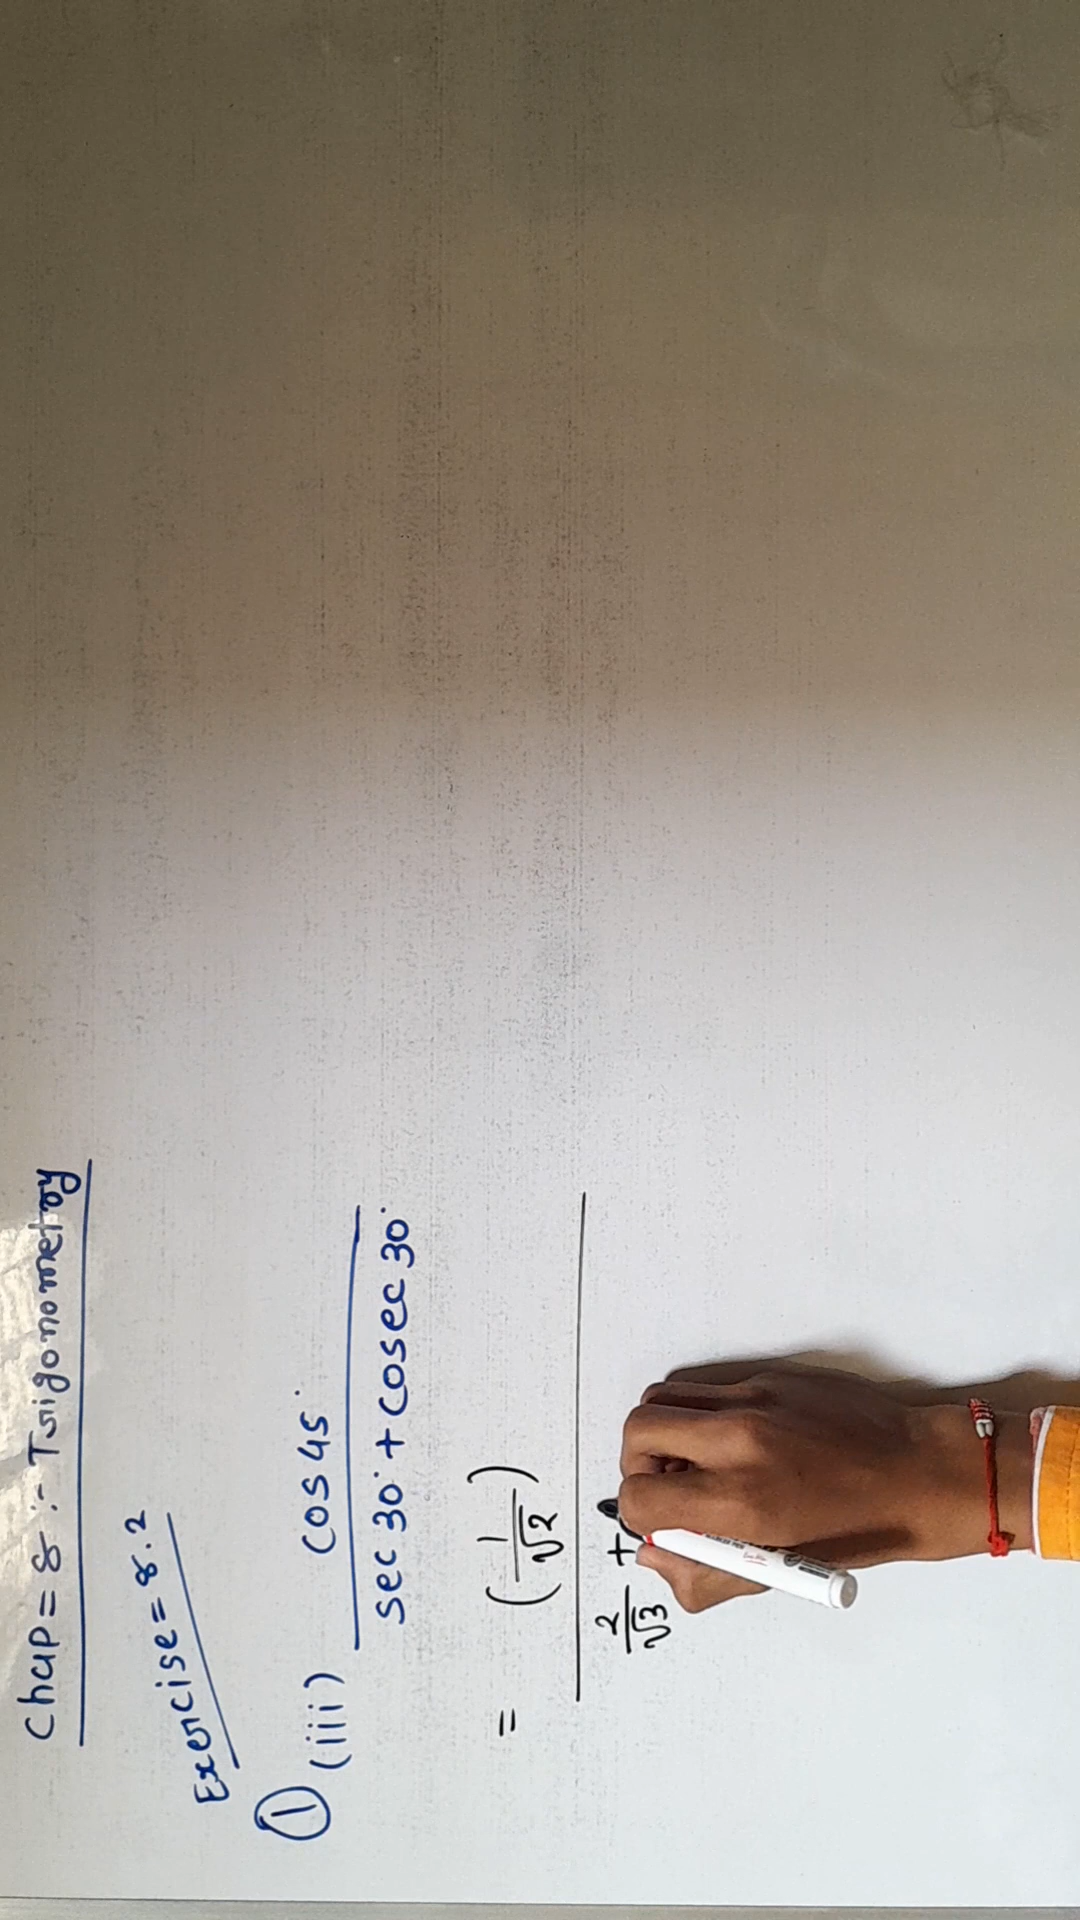 Chap = 8 :- Trigonometry
Exercise = 8.2
① (iii) cos 45°
sec 30° + cosec 30°
= (1/√2)
2/√3 +